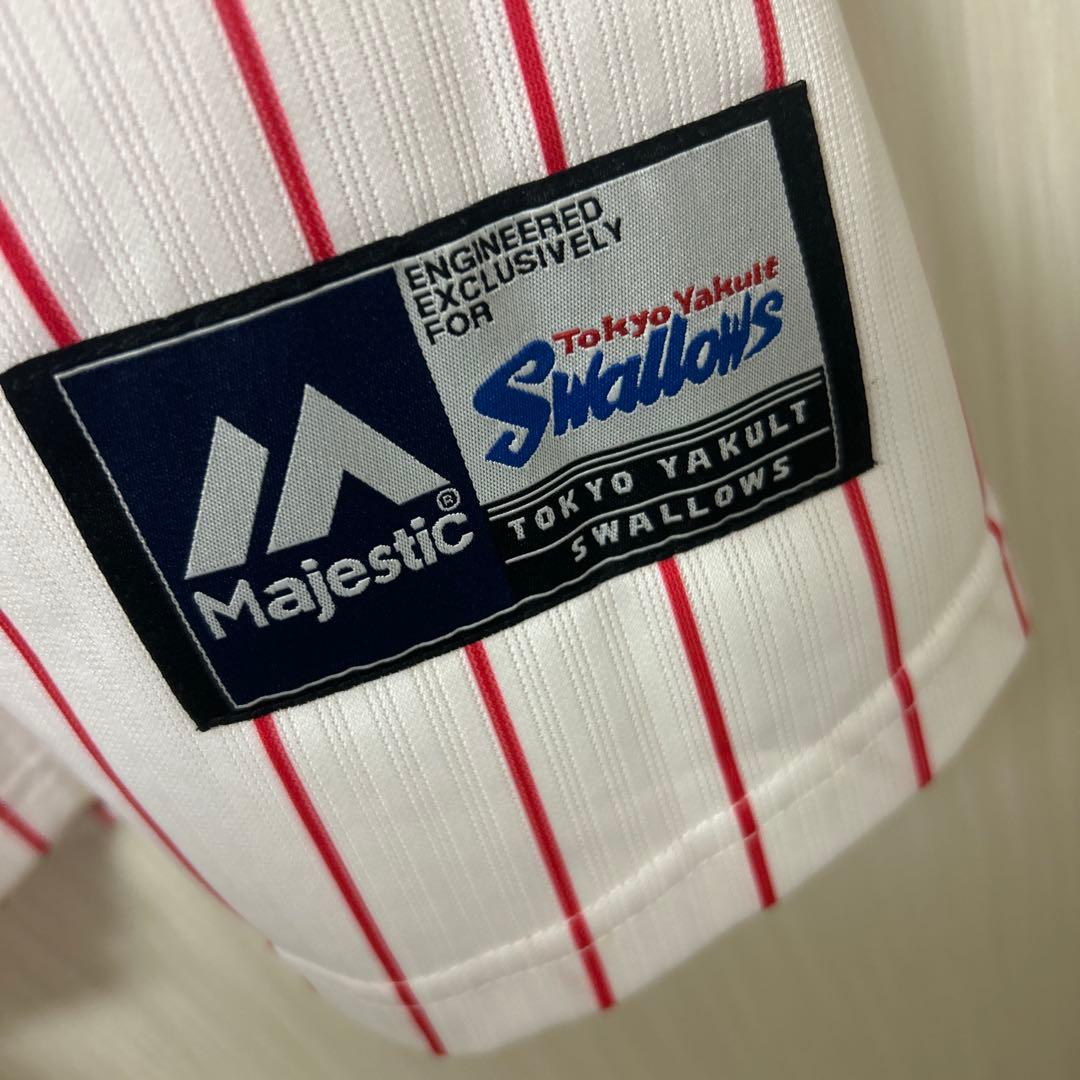 ENGINEERED
EXCLUSIVELY
FOR
Tokyo Yakult
Swallows
TOKYO YAKULT
SWALLOWS
Majestic®